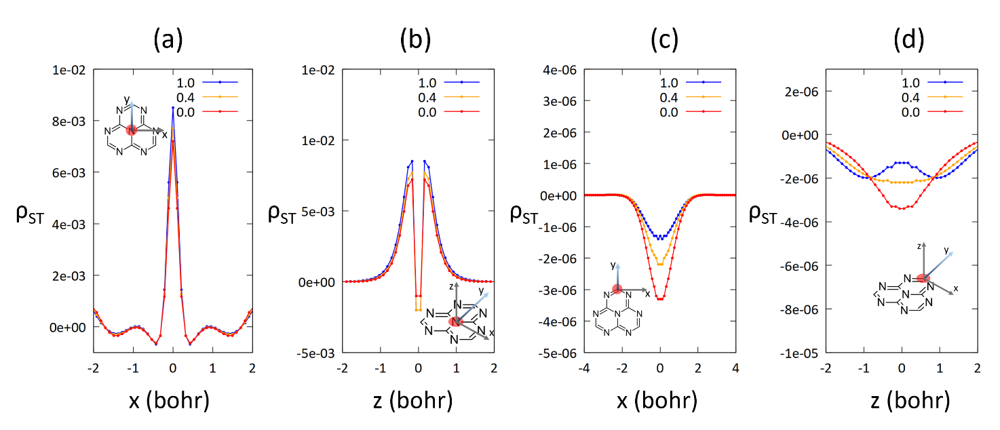 (a)
1e-02
8e-03
6e-03
4e-03
2e-03
0e+00
ρST
-2
-1
0
1
2
x (bohr)
1.0
0.4
0.0
y
x
N
N
N
N
N
N
N
(b)
1e-02
1e-02
5e-03
0e+00
-5e-03
ρST
-2
-1
0
1
2
z (bohr)
1.0
0.4
0.0
z
y
x
N
N
N
N
N
N
N
(c)
4e-06
3e-06
2e-06
1e-06
0e+00
-1e-06
-2e-06
-3e-06
-4e-06
-5e-06
ρST
-4
-2
0
2
4
x (bohr)
1.0
0.4
0.0
y
x
N
N
N
N
N
N
N
(d)
2e-06
0e+00
-2e-06
-4e-06
-6e-06
-8e-06
-1e-05
ρST
-2
-1
0
1
2
z (bohr)
1.0
0.4
0.0
z
y
x
N
N
N
N
N
N
N